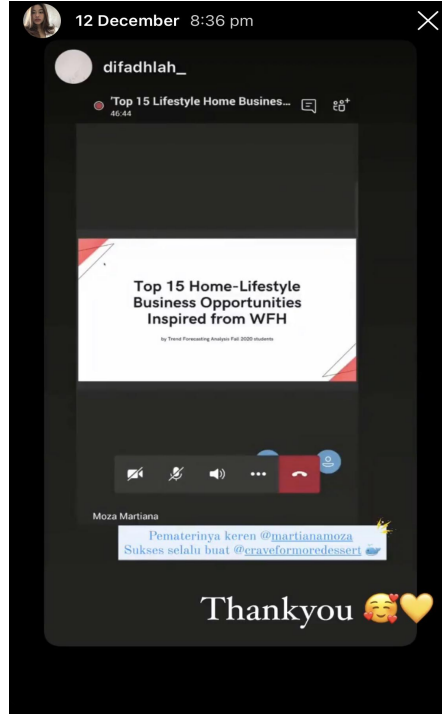 12 December 8:36 pm
difadhlah_
'Top 15 Lifestyle Home Busines...
46:44
Top 15 Home-Lifestyle
Business Opportunities
Inspired from WFH
by Trend Forecasting Analysis Fall 2020 students
Moza Martiana
Pematerinya keren @martianamoza
Sukses selalu buat @craveformoredessert 🐳
Thankyou 🥰💛